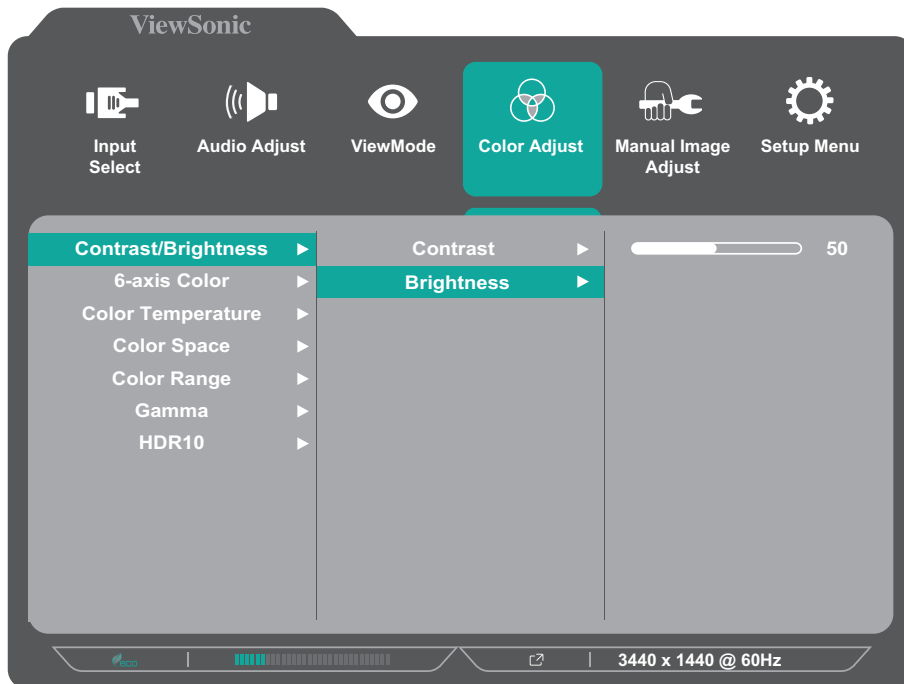 ViewSonic
Input
Select
Audio Adjust
ViewMode
Color Adjust
Manual Image
Adjust
Setup Menu
Contrast/Brightness
6-axis Color
Color Temperature
Color Space
Color Range
Gamma
HDR10
Contrast
Brightness
50
eco
3440 x 1440 @ 60Hz